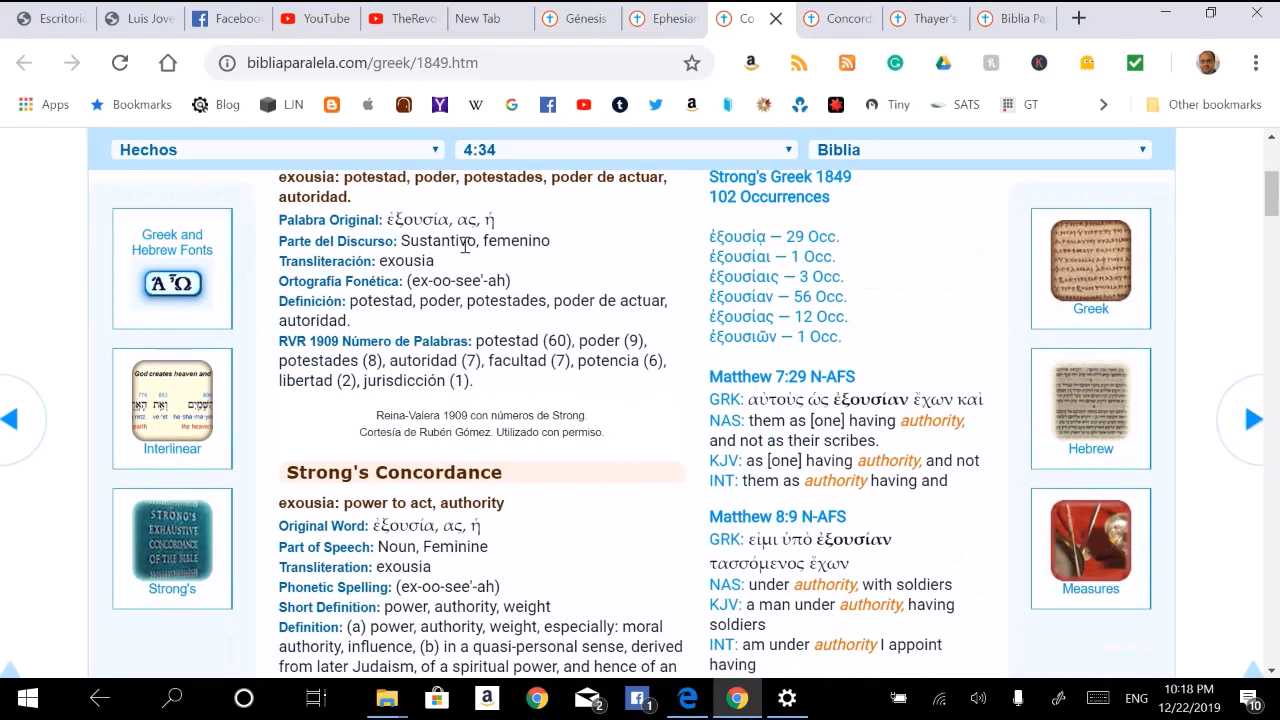 Escritorio
Luis Jove
Facebook
YouTube
TheRevo
New Tab
Génesis
Ephesian
Co
Concord
Thayer's
Biblia Pa
bibliaparalela.com/greek/1849.htm
Apps
Bookmarks
Blog
LJN
Tiny
SATS
GT
Other bookmarks
Hechos
4:34
Biblia
Greek and
Hebrew Fonts
God creates heaven and
Interlinear
STRONG'S
EXHAUSTIVE
CONCORDANCE
OF THE BIBLE
Strong's
exousia: potestad, poder, potestades, poder de actuar,
autoridad.
Palabra Original: ἐξουσία, ας, ἡ
Parte del Discurso: Sustantivo, femenino
Transliteración: exousia
Ortografía Fonética: (ex-oo-see'-ah)
Definición: potestad, poder, potestades, poder de actuar,
autoridad.
RVR 1909 Número de Palabras: potestad (60), poder (9),
potestades (8), autoridad (7), facultad (7), potencia (6),
libertad (2), jurisdicción (1).
Reina-Valera 1909 con números de Strong.
Cortesía de Rubén Gómez. Utilizado con permiso.
Strong's Concordance
exousia: power to act, authority
Original Word: ἐξουσία, ας, ἡ
Part of Speech: Noun, Feminine
Transliteration: exousia
Phonetic Spelling: (ex-oo-see'-ah)
Short Definition: power, authority, weight
Definition: (a) power, authority, weight, especially: moral
authority, influence, (b) in a quasi-personal sense, derived
from later Judaism, of a spiritual power, and hence of an
Strong's Greek 1849
102 Occurrences
ἐξουσίᾳ — 29 Occ.
ἐξουσίαι — 1 Occ.
ἐξουσίαις — 3 Occ.
ἐξουσίαν — 56 Occ.
ἐξουσίας — 12 Occ.
ἐξουσιῶν — 1 Occ.
Matthew 7:29 N-AFS
GRK: αὐτοὺς ὡς ἐξουσίαν ἔχων καὶ
NAS: them as [one] having authority,
and not as their scribes.
KJV: as [one] having authority, and not
INT: them as authority having and
Matthew 8:9 N-AFS
GRK: εἰμι ὑπὸ ἐξουσίαν
τασσόμενος ἔχων
NAS: under authority, with soldiers
KJV: a man under authority, having
soldiers
INT: am under authority I appoint
having
Greek
Hebrew
Measures
ENG
10:18 PM
12/22/2019